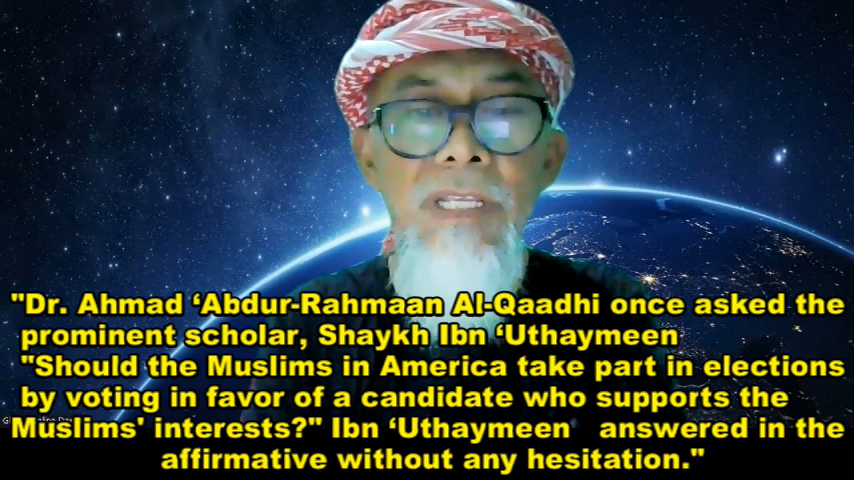 "Dr. Ahmad ‘Abdur-Rahmaan Al-Qaadhi once asked the
prominent scholar, Shaykh Ibn ‘Uthaymeen
"Should the Muslims in America take part in elections
by voting in favor of a candidate who supports the
Muslims' interests?" Ibn ‘Uthaymeen answered in the
affirmative without any hesitation."